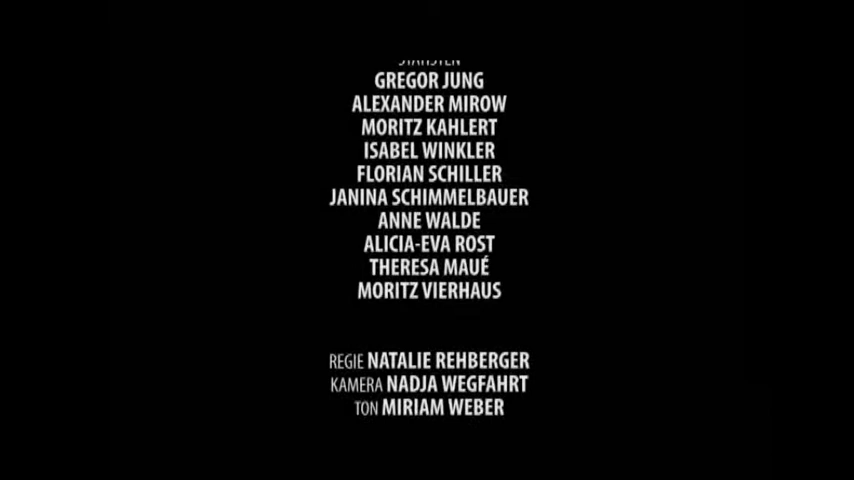 GREGOR JUNG
ALEXANDER MIROW
MORITZ KAHLERT
ISABEL WINKLER
FLORIAN SCHILLER
JANINA SCHIMMELBAUER
ANNE WALDE
ALICIA-EVA ROST
THERESA MAUÉ
MORITZ VIERHAUS
REGIE NATALIE REHBERGER
KAMERA NADJA WEGFAHRT
TON MIRIAM WEBER